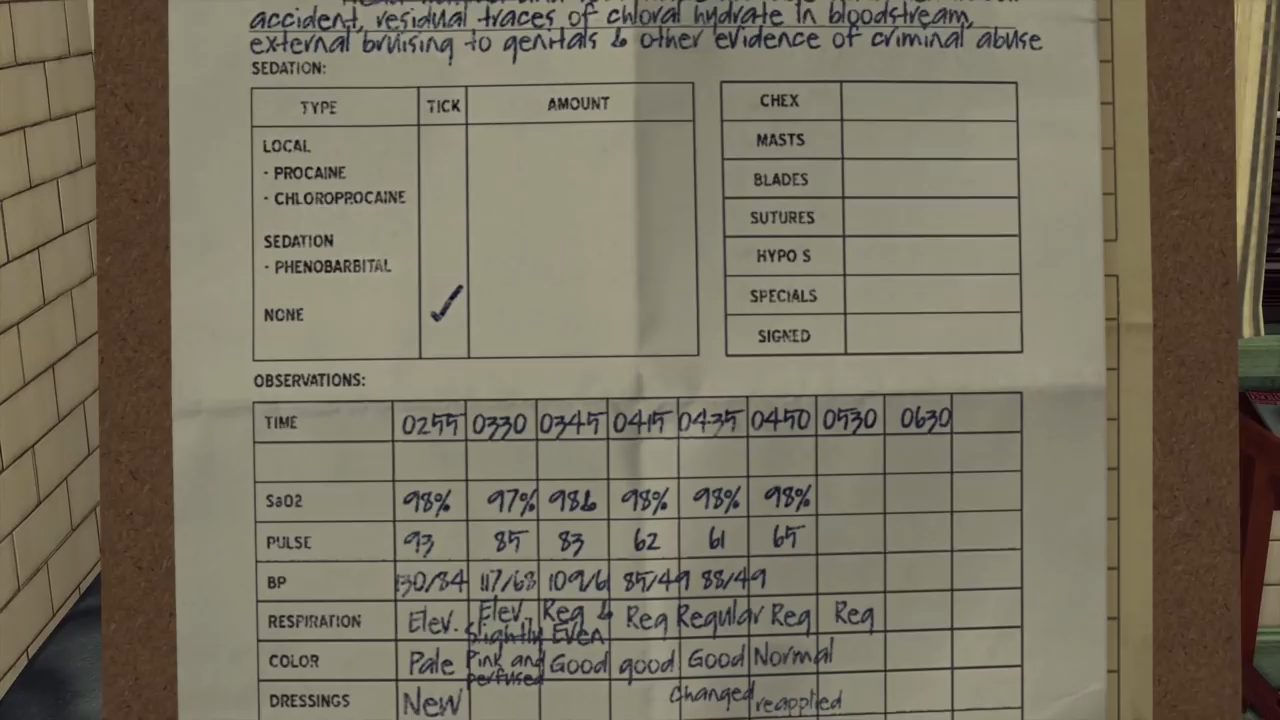 accident, residual traces of chloral hydrate in bloodstream,
external bruising to genitals & other evidence of criminal abuse
SEDATION:
TYPE TICK AMOUNT
LOCAL
- PROCAINE
- CHLOROPROCAINE
SEDATION
- PHENOBARBITAL
NONE ✓
CHEX
MASTS
BLADES
SUTURES
HYPO S
SPECIALS
SIGNED
OBSERVATIONS:
TIME 0255 0330 0345 0415 0435 0450 0530 0630
SaO2 98% 97% 98% 98% 98% 98%
PULSE 93 85 83 62 61 65
BP 130/84 117/68 109/6 85/49 88/49
RESPIRATION Elev. Elev. Slightly Reg & Even Reg Regular Reg Reg
COLOR Pale Pink and perfused Good good Good Normal
DRESSINGS New Changed reapplied